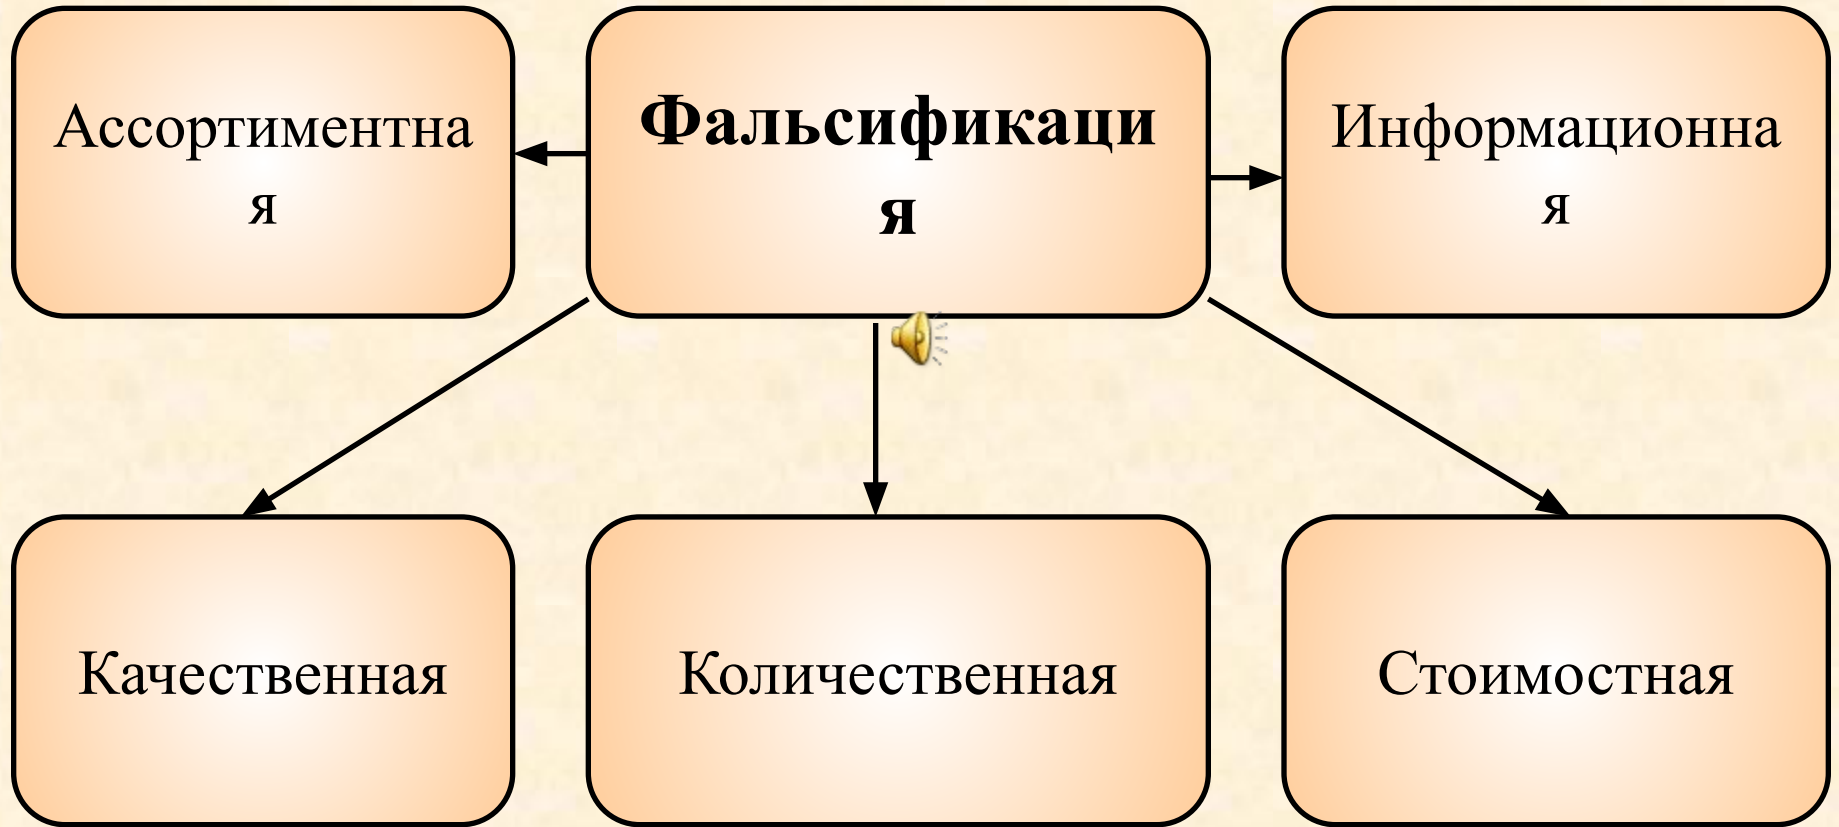 Ассортиментна
я
Фальсификаци
я
Информационна
я
Качественная
Количественная
Стоимостная